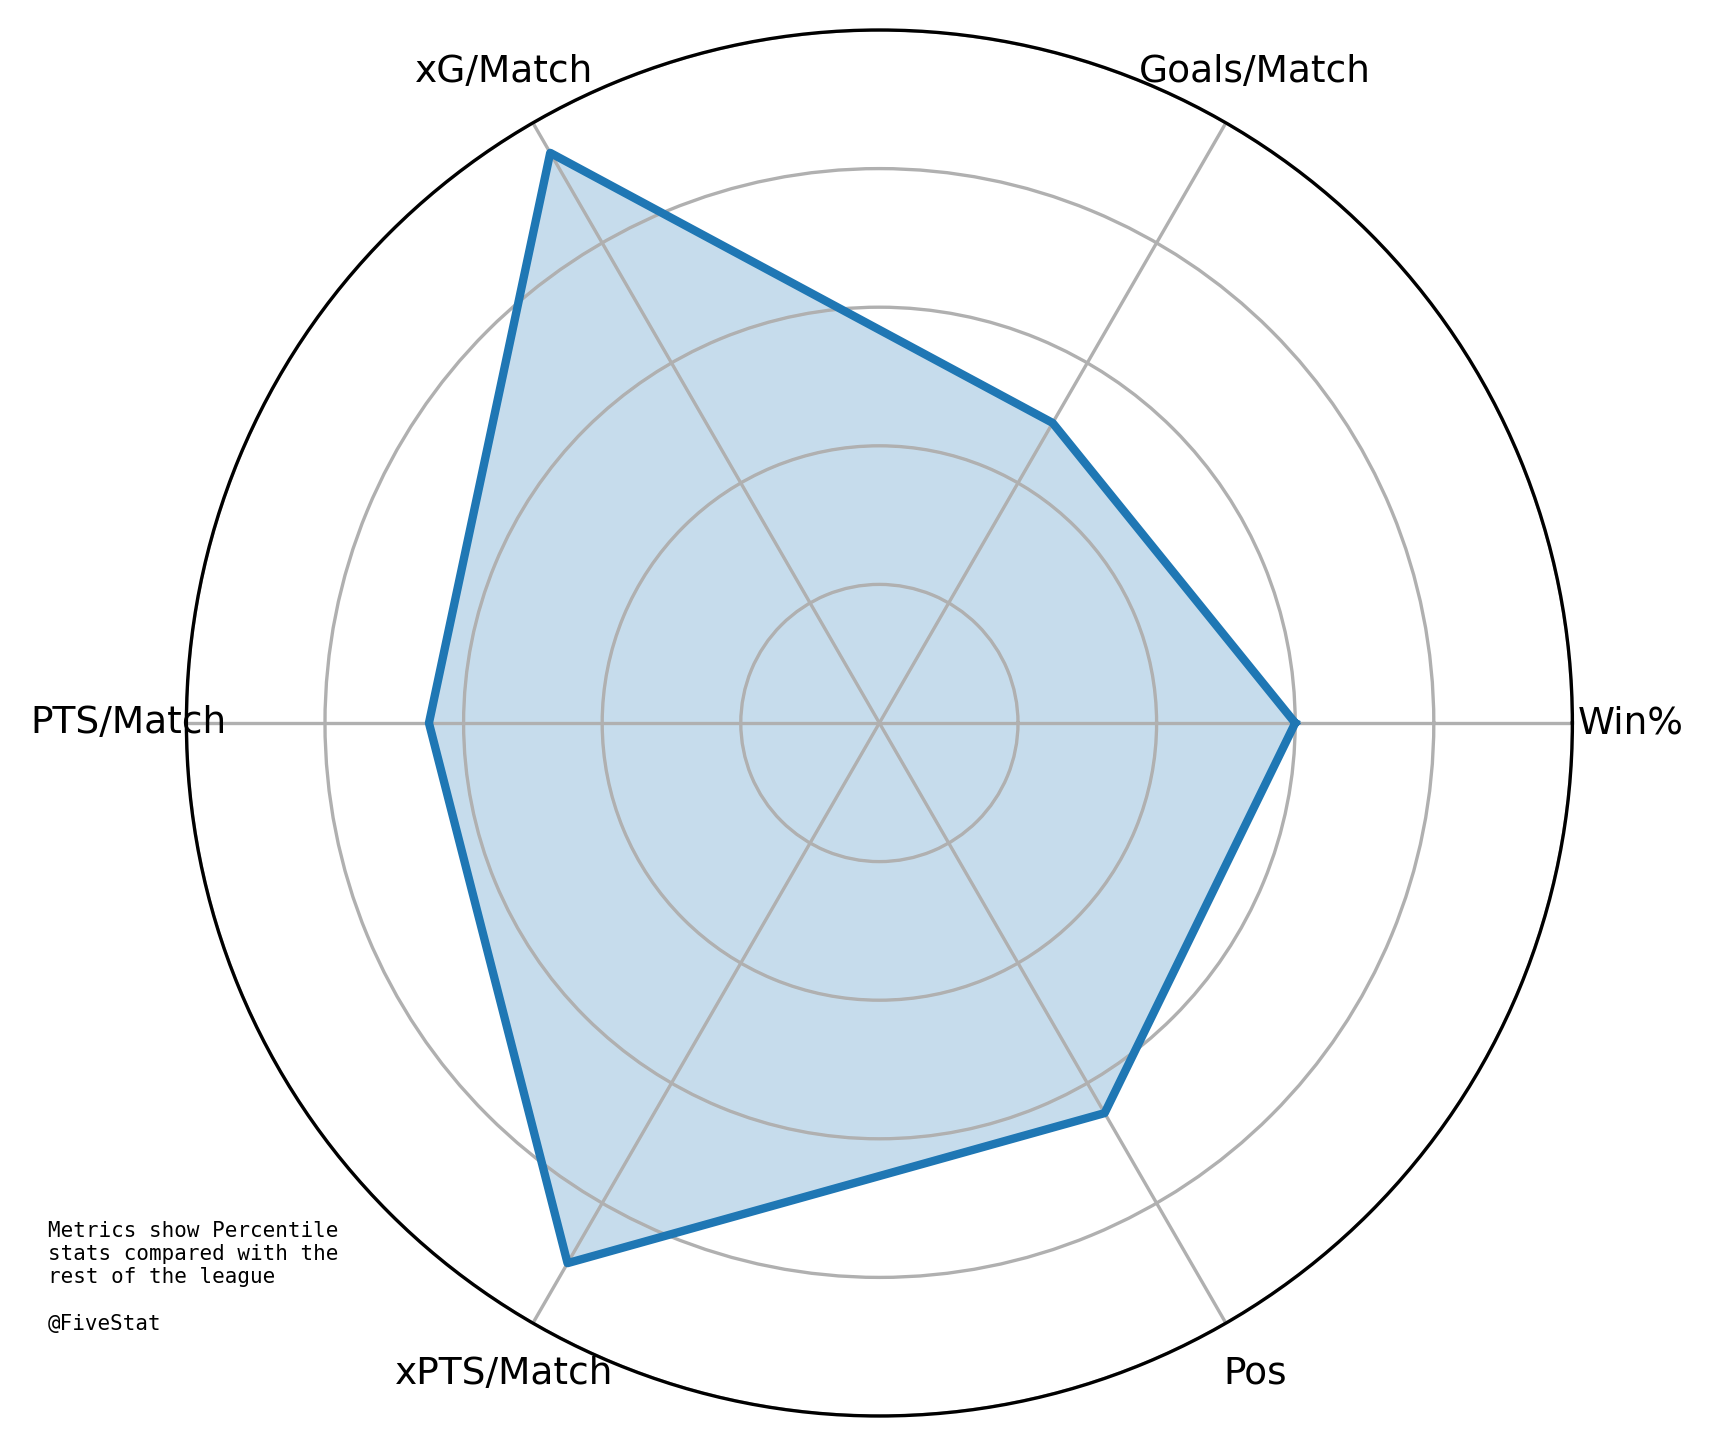 xG/Match
Goals/Match
PTS/Match
Win%
Metrics show Percentile
stats compared with the
rest of the league
@FiveStat
xPTS/Match
Pos